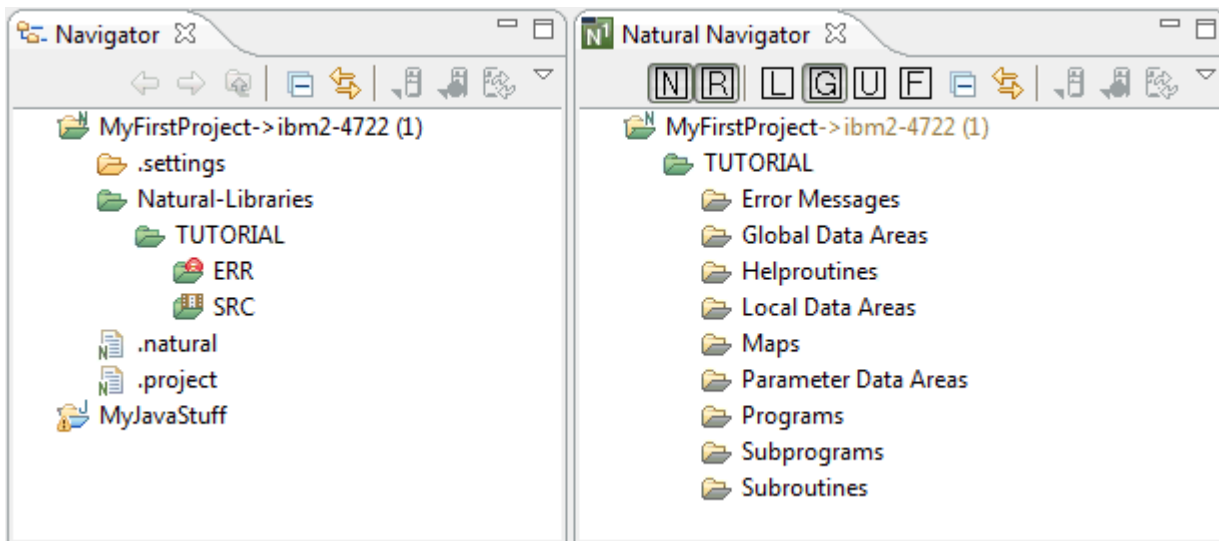 Navigator
MyFirstProject->ibm2-4722 (1)
.settings
Natural-Libraries
TUTORIAL
ERR
SRC
.natural
.project
MyJavaStuff
N1 Natural Navigator
N R L G U F
MyFirstProject->ibm2-4722 (1)
TUTORIAL
Error Messages
Global Data Areas
Helproutines
Local Data Areas
Maps
Parameter Data Areas
Programs
Subprograms
Subroutines